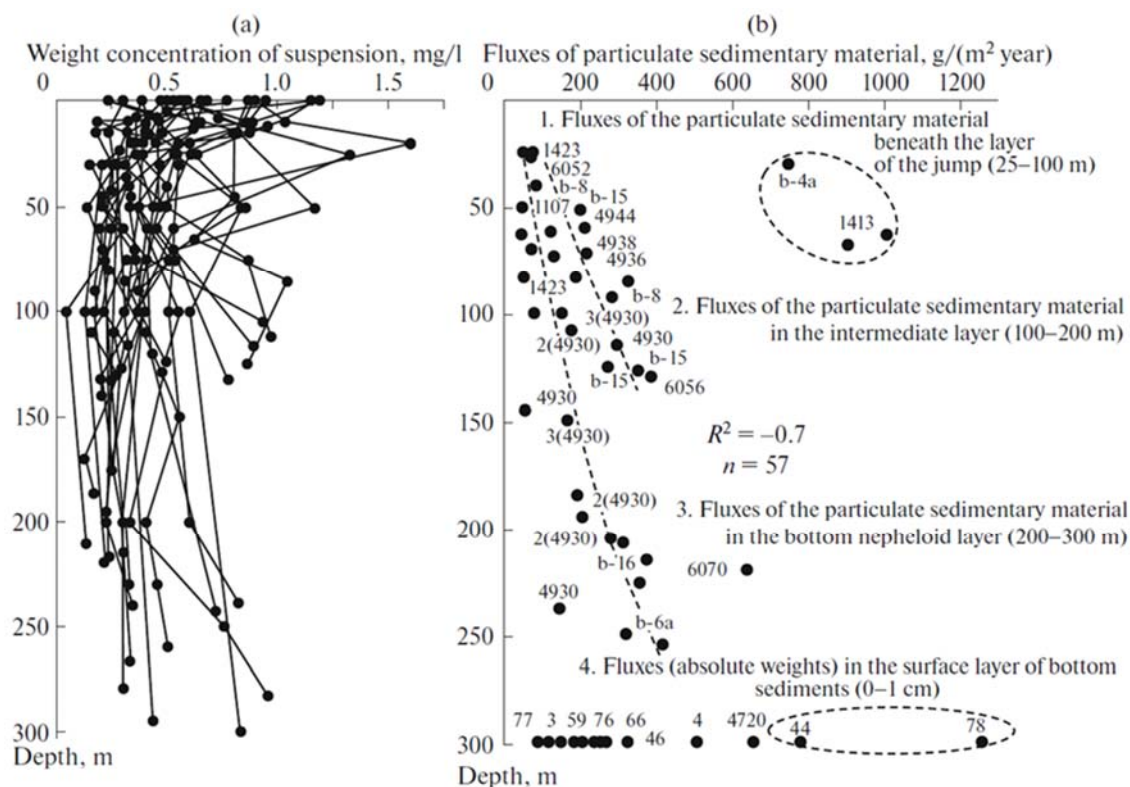 (a)
Weight concentration of suspension, mg/l
0 0.5 1.0 1.5
50
100
150
200
250
300
Depth, m
(b)
Fluxes of particulate sedimentary material, g/(m² year)
0 200 400 600 800 1000 1200
1. Fluxes of the particulate sedimentary material
beneath the layer
of the jump (25–100 m)
1423
6052
b-8
b-15
1107
4944
4938
4936
1423
b-8
3(4930)
4930
2(4930)
b-15
b-15
6056
b-4a
1413
2. Fluxes of the particulate sedimentary material
in the intermediate layer (100–200 m)
4930
3(4930)
R² = –0.7
n = 57
2(4930)
3. Fluxes of the particulate sedimentary material
in the bottom nepheloid layer (200–300 m)
2(4930)
b-16
6070
4930
b-6a
4. Fluxes (absolute weights) in the surface layer of bottom
sediments (0–1 cm)
77 3 59 76 66 4 4720 44 78
46
50
100
150
200
250
300
Depth, m